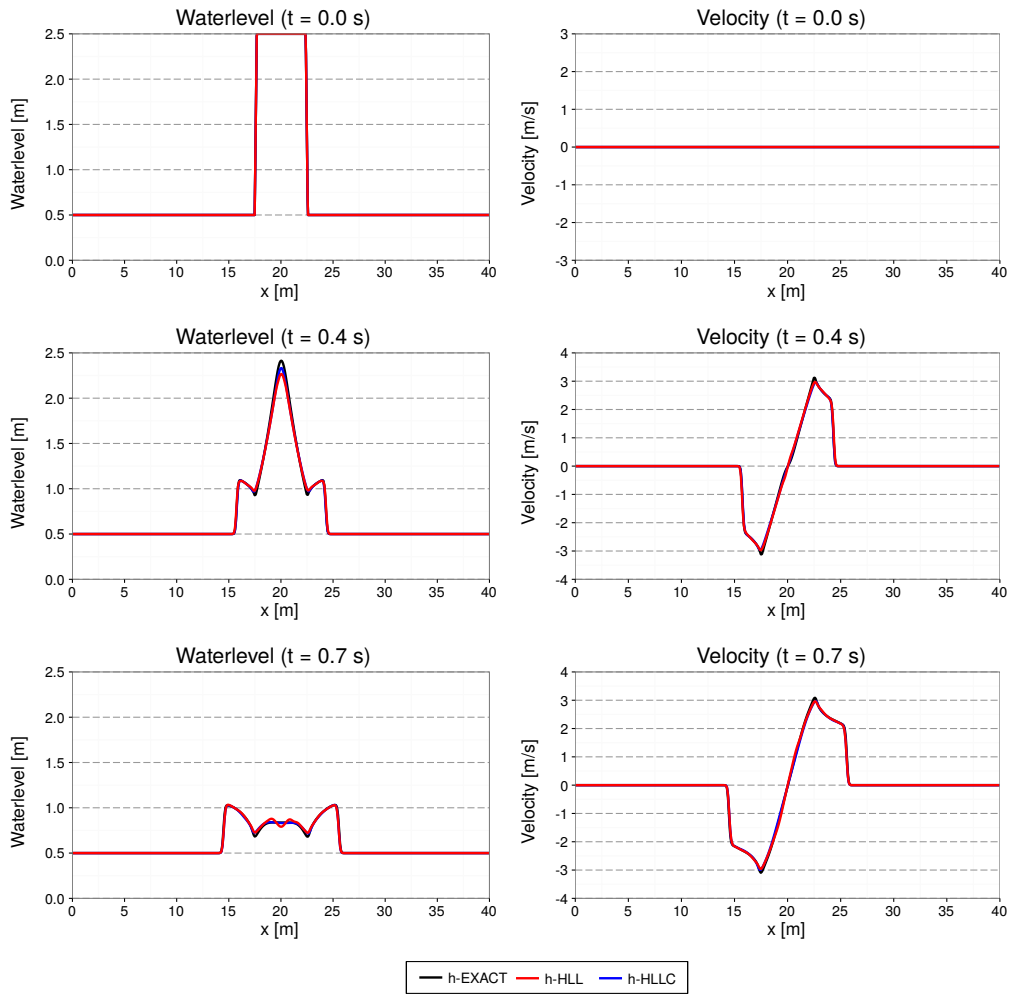 Waterlevel (t = 0.0 s)
2.5
2.0
1.5
1.0
0.5
0.0
Waterlevel [m]
0 5 10 15 20 25 30 35 40
x [m]
Velocity (t = 0.0 s)
3
2
1
0
-1
-2
-3
Velocity [m/s]
0 5 10 15 20 25 30 35 40
x [m]
Waterlevel (t = 0.4 s)
2.5
2.0
1.5
1.0
0.5
0.0
Waterlevel [m]
0 5 10 15 20 25 30 35 40
x [m]
Velocity (t = 0.4 s)
4
3
2
1
0
-1
-2
-3
-4
Velocity [m/s]
0 5 10 15 20 25 30 35 40
x [m]
Waterlevel (t = 0.7 s)
2.5
2.0
1.5
1.0
0.5
0.0
Waterlevel [m]
0 5 10 15 20 25 30 35 40
x [m]
Velocity (t = 0.7 s)
4
3
2
1
0
-1
-2
-3
-4
Velocity [m/s]
0 5 10 15 20 25 30 35 40
x [m]
h-EXACT h-HLL h-HLLC